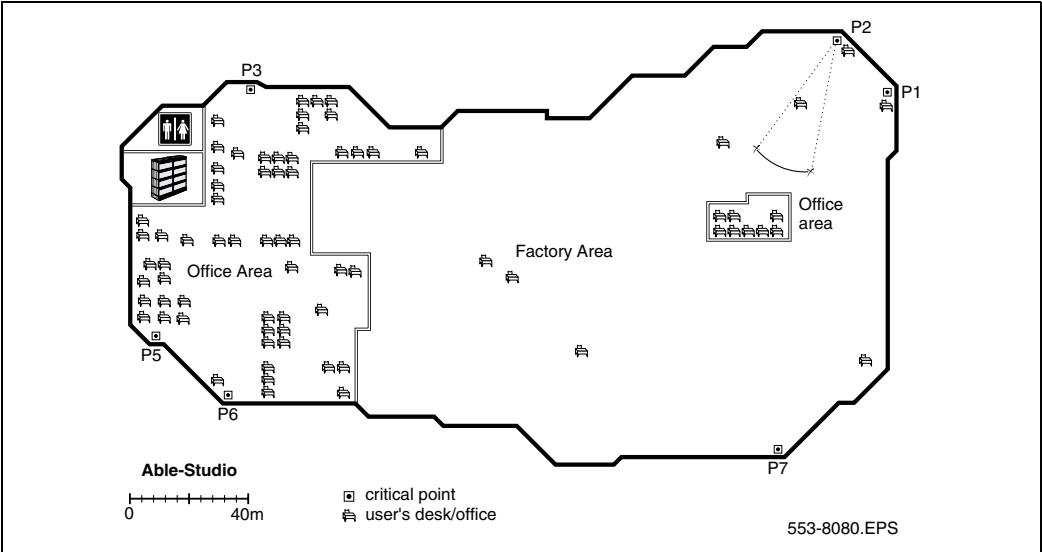 P2
P3
P1
Office
area
Factory Area
Office Area
P5
P6
P7
Able-Studio
0 40m
critical point
user's desk/office
553-8080.EPS